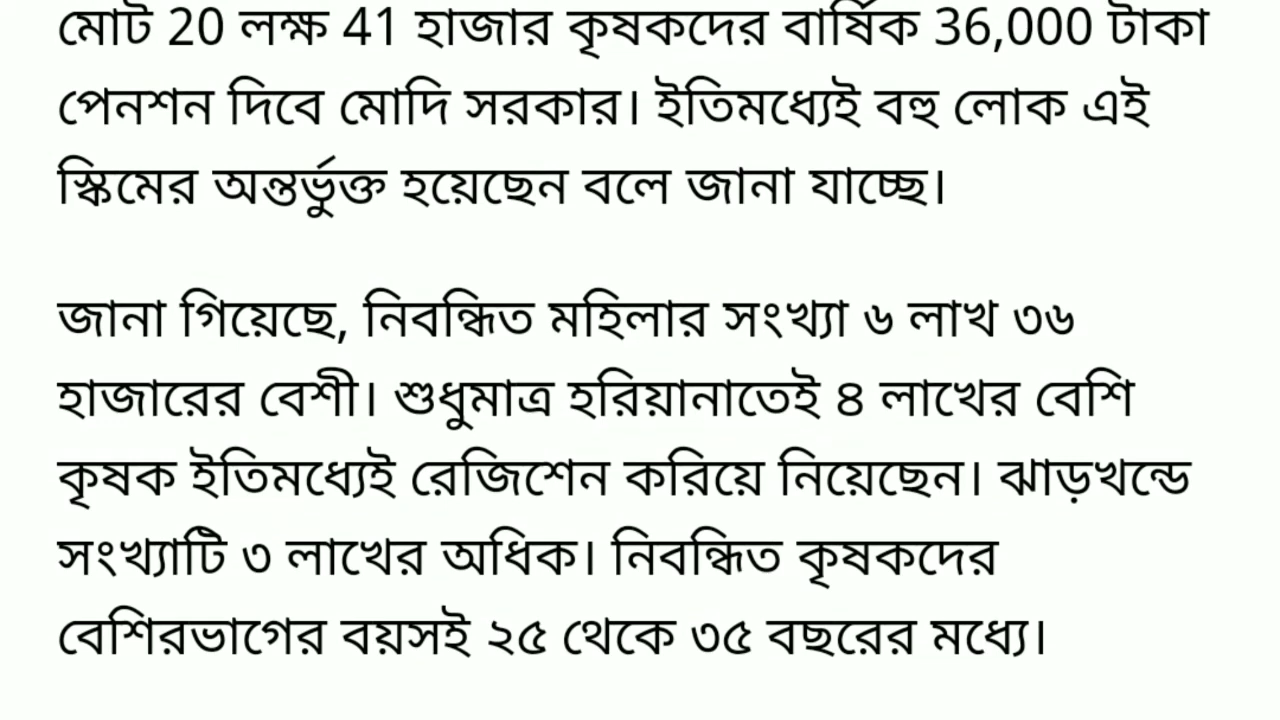 মোট 20 লক্ষ 41 হাজার কৃষকদের বার্ষিক 36,000 টাকা
পেনশন দিবে মোদি সরকার। ইতিমধ্যেই বহু লোক এই
স্কিমের অন্তর্ভুক্ত হয়েছেন বলে জানা যাচ্ছে।
জানা গিয়েছে, নিবন্ধিত মহিলার সংখ্যা ৬ লাখ ৩৬
হাজারের বেশী। শুধুমাত্র হরিয়ানাতেই ৪ লাখের বেশি
কৃষক ইতিমধ্যেই রেজিশেন করিয়ে নিয়েছেন। ঝাড়খন্ডে
সংখ্যাটি ৩ লাখের অধিক। নিবন্ধিত কৃষকদের
বেশিরভাগের বয়সই ২৫ থেকে ৩৫ বছরের মধ্যে।